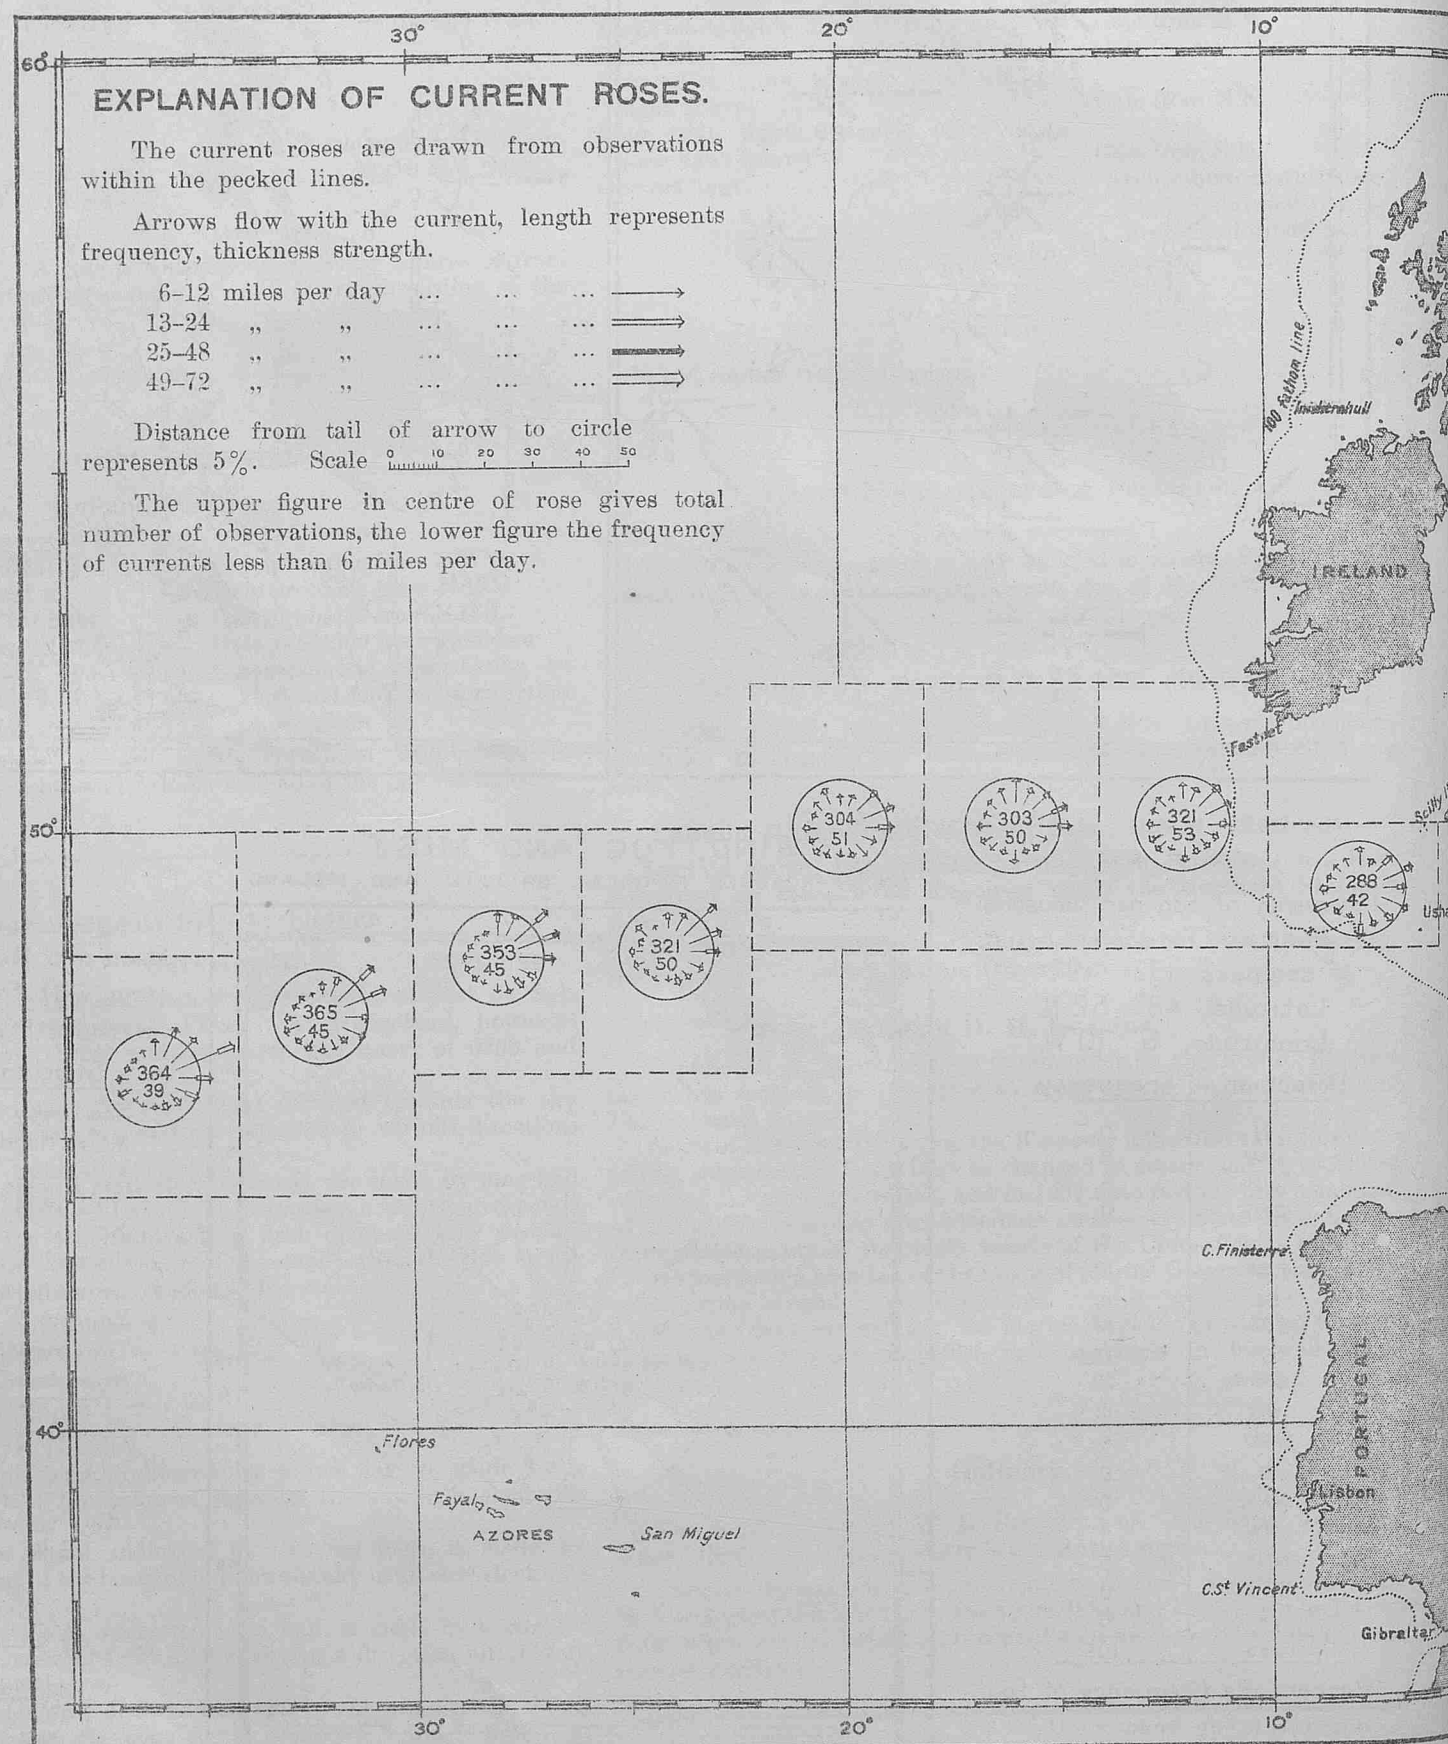 30° 20° 10°
60°
EXPLANATION OF CURRENT ROSES.
The current roses are drawn from observations
within the pecked lines.
Arrows flow with the current, length represents
frequency, thickness strength.
6–12 miles per day ... ... ...
13–24 „ „ ... ... ...
25–48 „ „ ... ... ...
49–72 „ „ ... ... ...
Distance from tail of arrow to circle
represents 5%. Scale 0 10 20 30 40 50
The upper figure in centre of rose gives total
number of observations, the lower figure the frequency
of currents less than 6 miles per day.
100 fathom line
Inishtrahull
IRELAND
Fastnet
Scilly
50°
304
51
303
50
321
53
288
42
353
45
321
50
365
45
364
39
C. Finisterre
PORTUGAL
40°
Flores
Fayal
AZORES
San Miguel
Lisbon
C. St Vincent
Gibraltar
30° 20° 10°